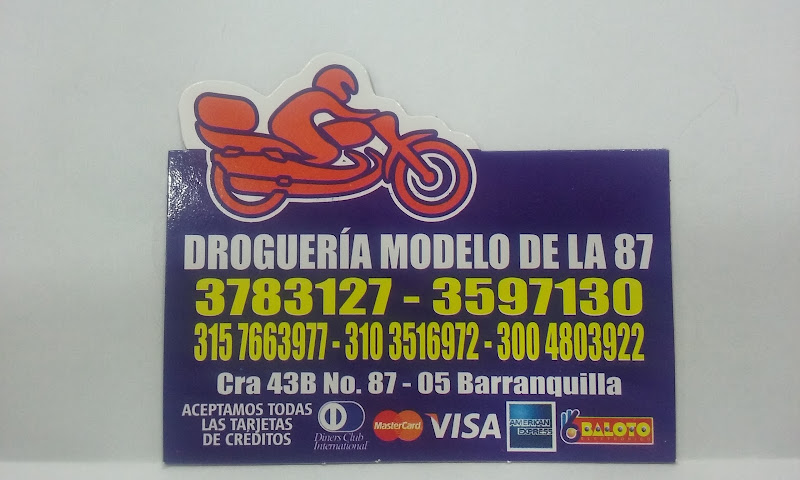 DROGUERÍA MODELO DE LA 87
3783127 - 3597130
315 7663977 - 310 3516972 - 300 4803922
Cra 43B No. 87 - 05 Barranquilla
ACEPTAMOS TODAS
LAS TARJETAS
DE CREDITOS
Diners Club
International
MasterCard
VISA
AMERICAN
EXPRESS
BALOTO
ELECTRONICO